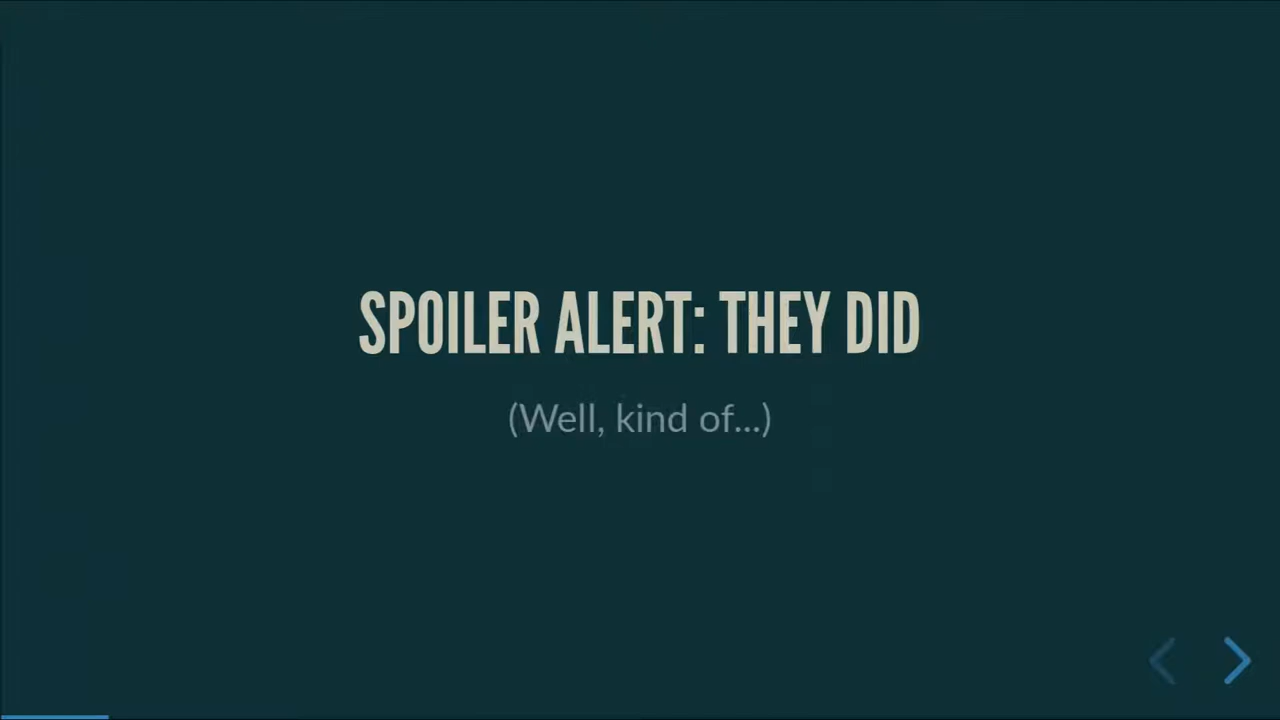 SPOILER ALERT: THEY DID
(Well, kind of...)